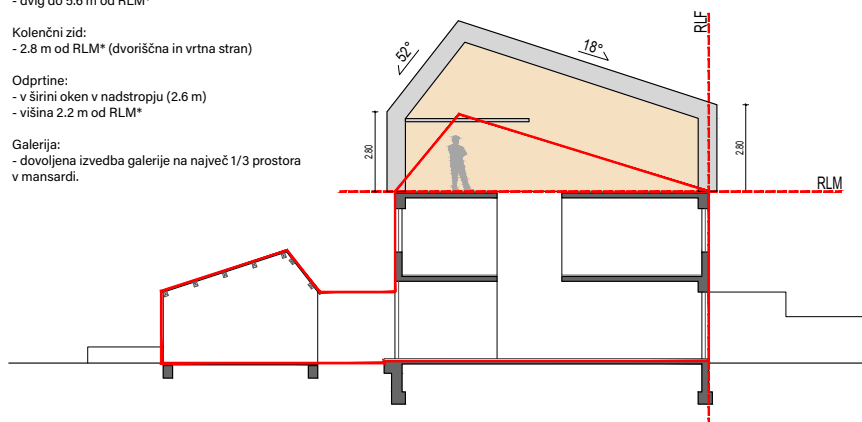 - dvig do 5.6 m od RLM*
Kolenčni zid:
- 2.8 m od RLM* (dvoriščna in vrtna stran)
Odprtine:
- v širini oken v nadstropju (2.6 m)
- višina 2.2 m od RLM*
Galerija:
- dovoljena izvedba galerije na največ 1/3 prostora
v mansardi.
52°
18°
RLF
2.80
2.80
RLM